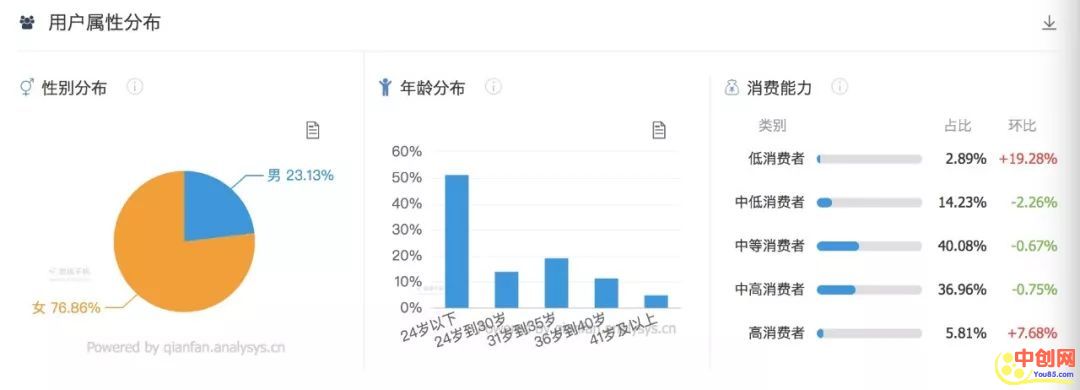 用户属性分布
性别分布
男 23.13%
女 76.86%
Powered by qianfan.analysys.cn
年龄分布
60%
50%
40%
30%
20%
10%
0%
24岁以下
24岁到30岁
31岁到35岁
36岁到40岁
41岁及以上
by qianfan.analysys.cn
消费能力
类别 占比 环比
低消费者 2.89% +19.28%
中低消费者 14.23% -2.26%
中等消费者 40.08% -0.67%
中高消费者 36.96% -0.75%
高消费者 5.81% +7.68%
中创网
You85.com